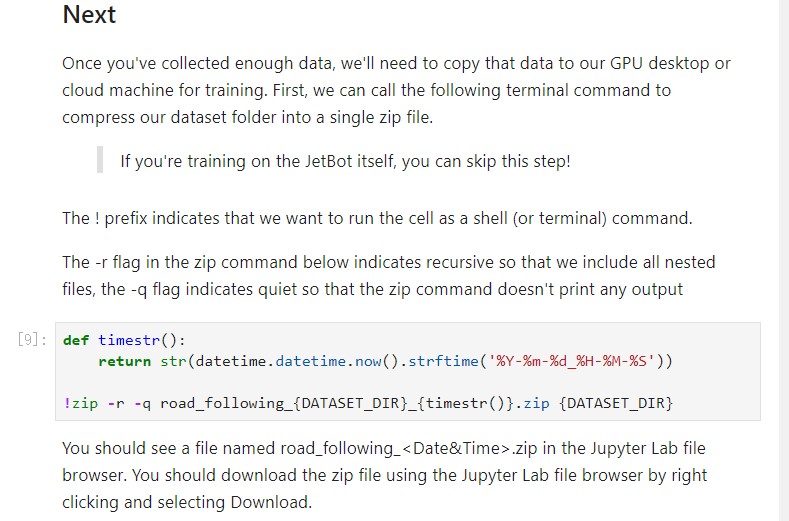 Next
Once you've collected enough data, we'll need to copy that data to our GPU desktop or
cloud machine for training. First, we can call the following terminal command to
compress our dataset folder into a single zip file.
If you're training on the JetBot itself, you can skip this step!
The ! prefix indicates that we want to run the cell as a shell (or terminal) command.
The -r flag in the zip command below indicates recursive so that we include all nested
files, the -q flag indicates quiet so that the zip command doesn't print any output
[9]: def timestr():
    return str(datetime.datetime.now().strftime('%Y-%m-%d_%H-%M-%S'))
!zip -r -q road_following_{DATASET_DIR}_{timestr()}.zip {DATASET_DIR}
You should see a file named road_following_<Date&Time>.zip in the Jupyter Lab file
browser. You should download the zip file using the Jupyter Lab file browser by right
clicking and selecting Download.